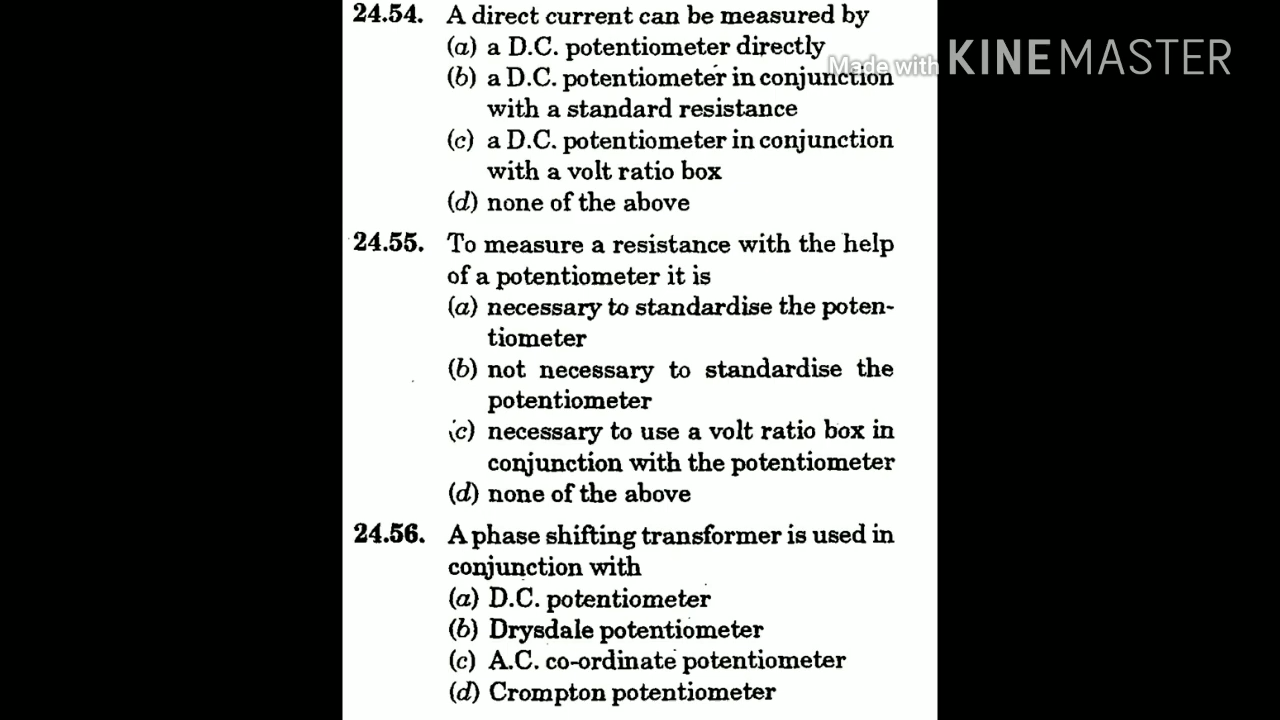 24.54. A direct current can be measured by
(a) a D.C. potentiometer directly
Made with KINEMASTER
(b) a D.C. potentiometer in conjunction
with a standard resistance
(c) a D.C. potentiometer in conjunction
with a volt ratio box
(d) none of the above
24.55. To measure a resistance with the help
of a potentiometer it is
(a) necessary to standardise the poten-
tiometer
(b) not necessary to standardise the
potentiometer
(c) necessary to use a volt ratio box in
conjunction with the potentiometer
(d) none of the above
24.56. A phase shifting transformer is used in
conjunction with
(a) D.C. potentiometer
(b) Drysdale potentiometer
(c) A.C. co-ordinate potentiometer
(d) Crompton potentiometer